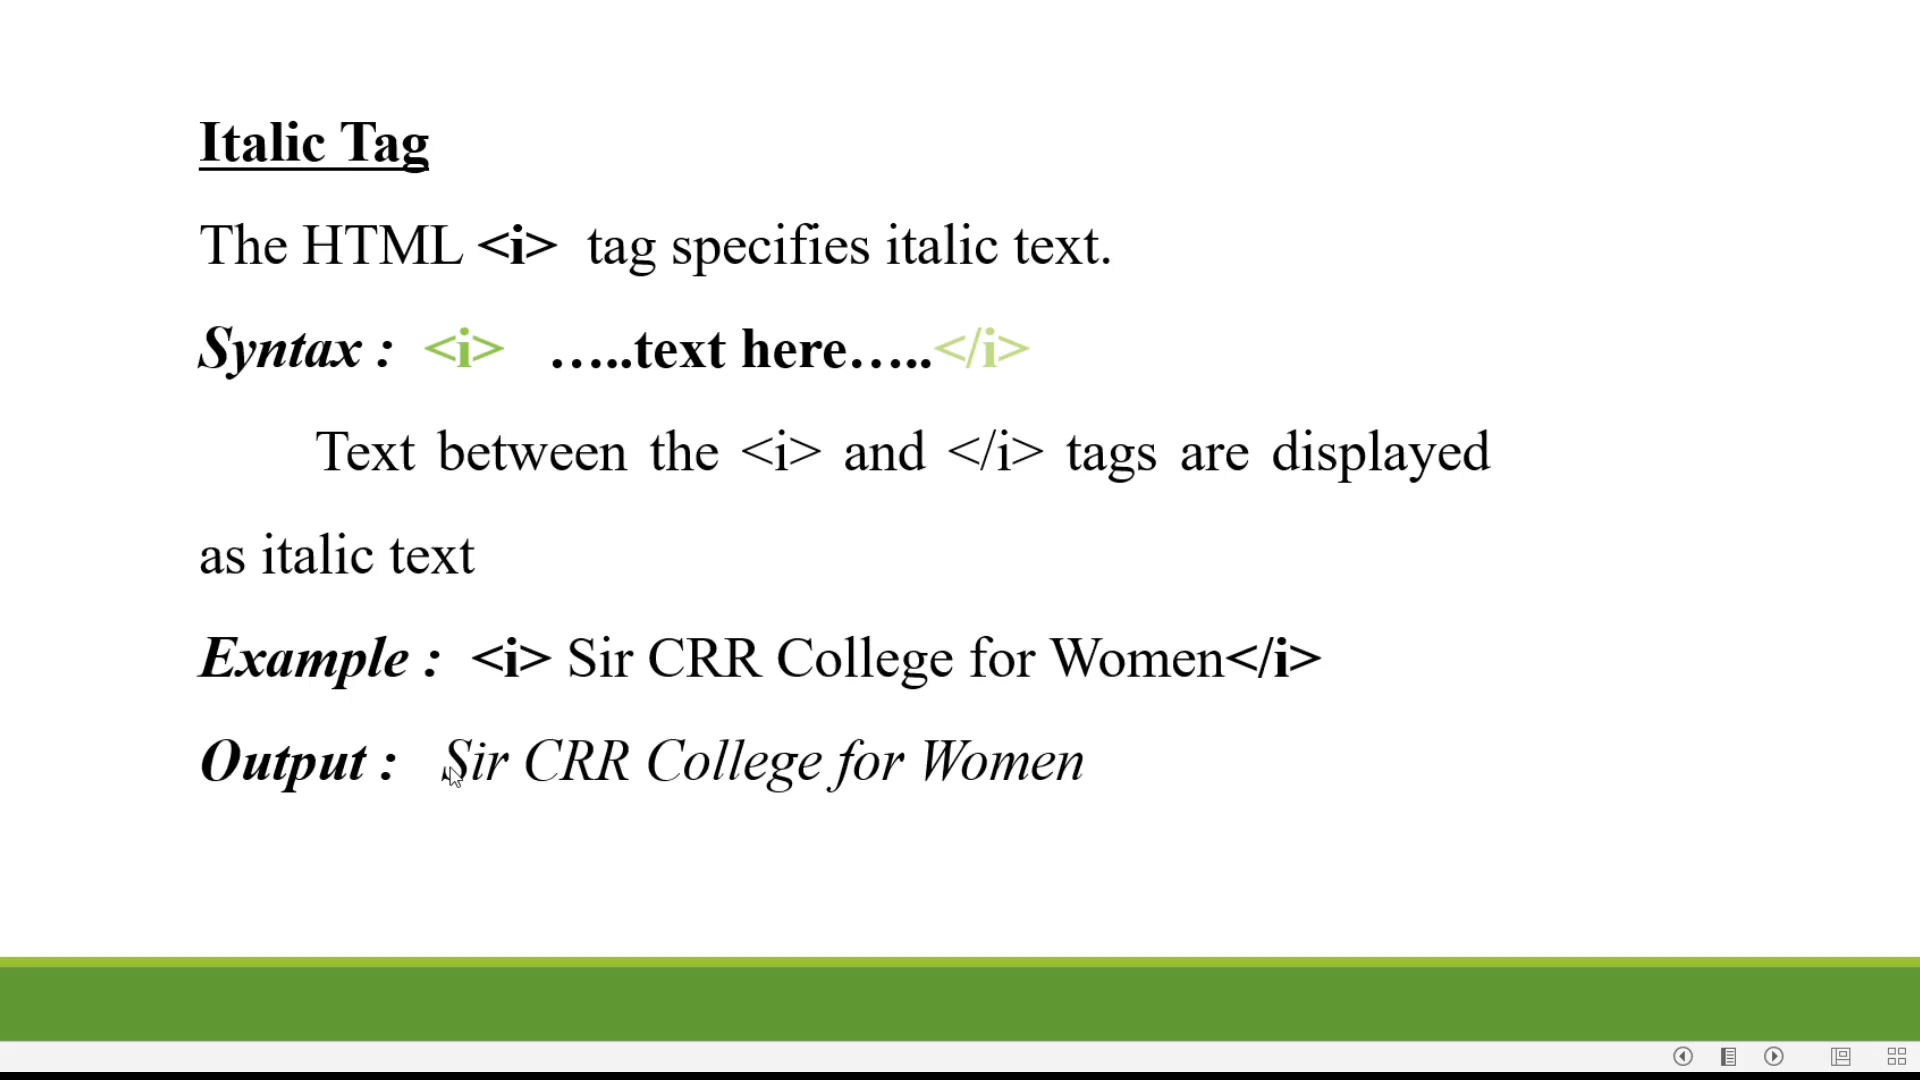 Italic Tag
The HTML <i> tag specifies italic text.
Syntax : <i> …..text here…..</i>
Text between the <i> and </i> tags are displayed
as italic text
Example : <i> Sir CRR College for Women</i>
Output : Sir CRR College for Women